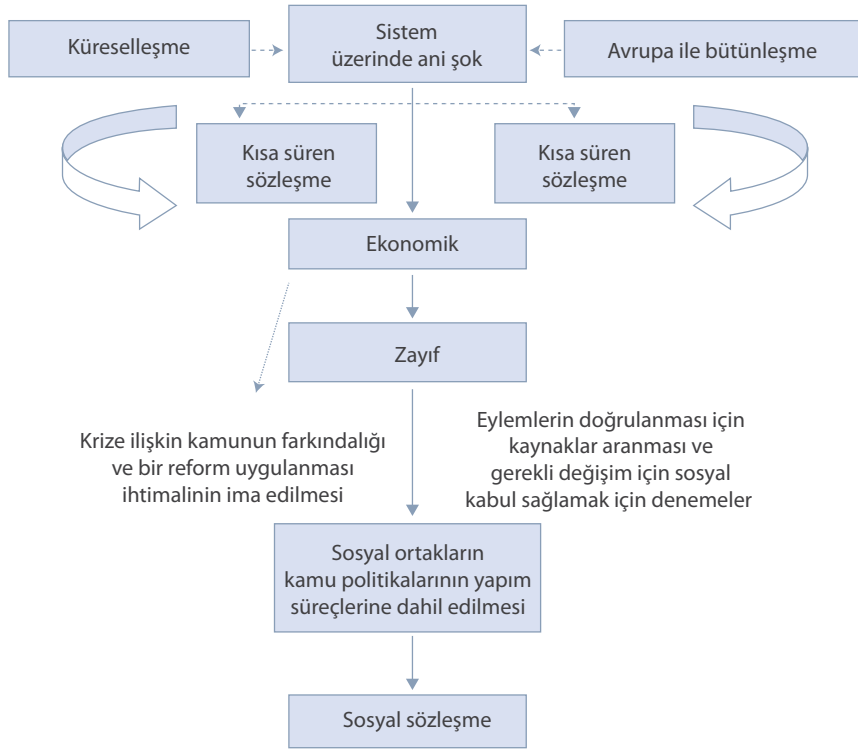 Küreselleşme
Sistem
üzerinde ani şok
Avrupa ile bütünleşme
Kısa süren
sözleşme
Kısa süren
sözleşme
Ekonomik
Zayıf
Krize ilişkin kamunun farkındalığı
ve bir reform uygulanması
ihtimalinin ima edilmesi
Eylemlerin doğrulanması için
kaynaklar aranması ve
gerekli değişim için sosyal
kabul sağlamak için denemeler
Sosyal ortakların
kamu politikalarının yapım
süreçlerine dahil edilmesi
Sosyal sözleşme